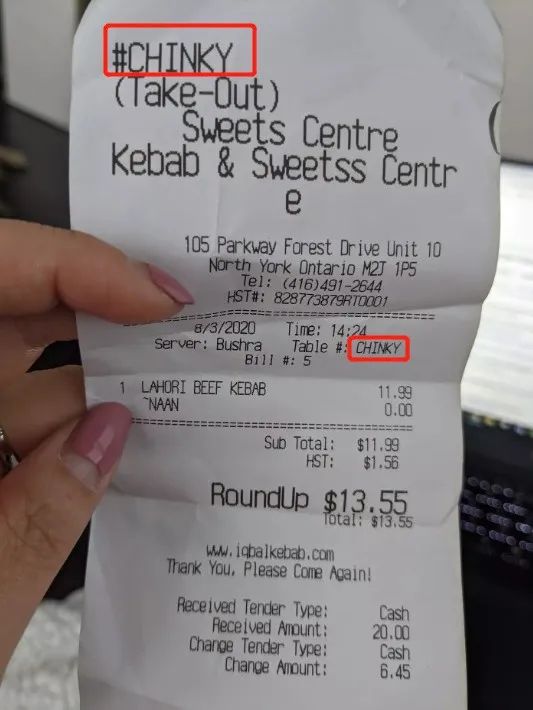 #CHINKY
(Take-Out)
Sweets Centre
Kebab & Sweetss Centr
e
105 Parkway Forest Drive Unit 10
North York Ontario M2J 1P5
Tel: (416)491-2644
HST#: 828773879RT0001
8/3/2020 Time: 14:24
Server: Bushra Table #: CHINKY
Bill #: 5
1 LAHORI BEEF KEBAB 11.99
~NAAN 0.00
Sub Total: $11.99
HST: $1.56
RoundUp $13.55
Total: $13.55
www.iqbalkebab.com
Thank You, Please Come Again!
Received Tender Type: Cash
Received Amount: 20.00
Change Tender Type: Cash
Change Amount: 6.45